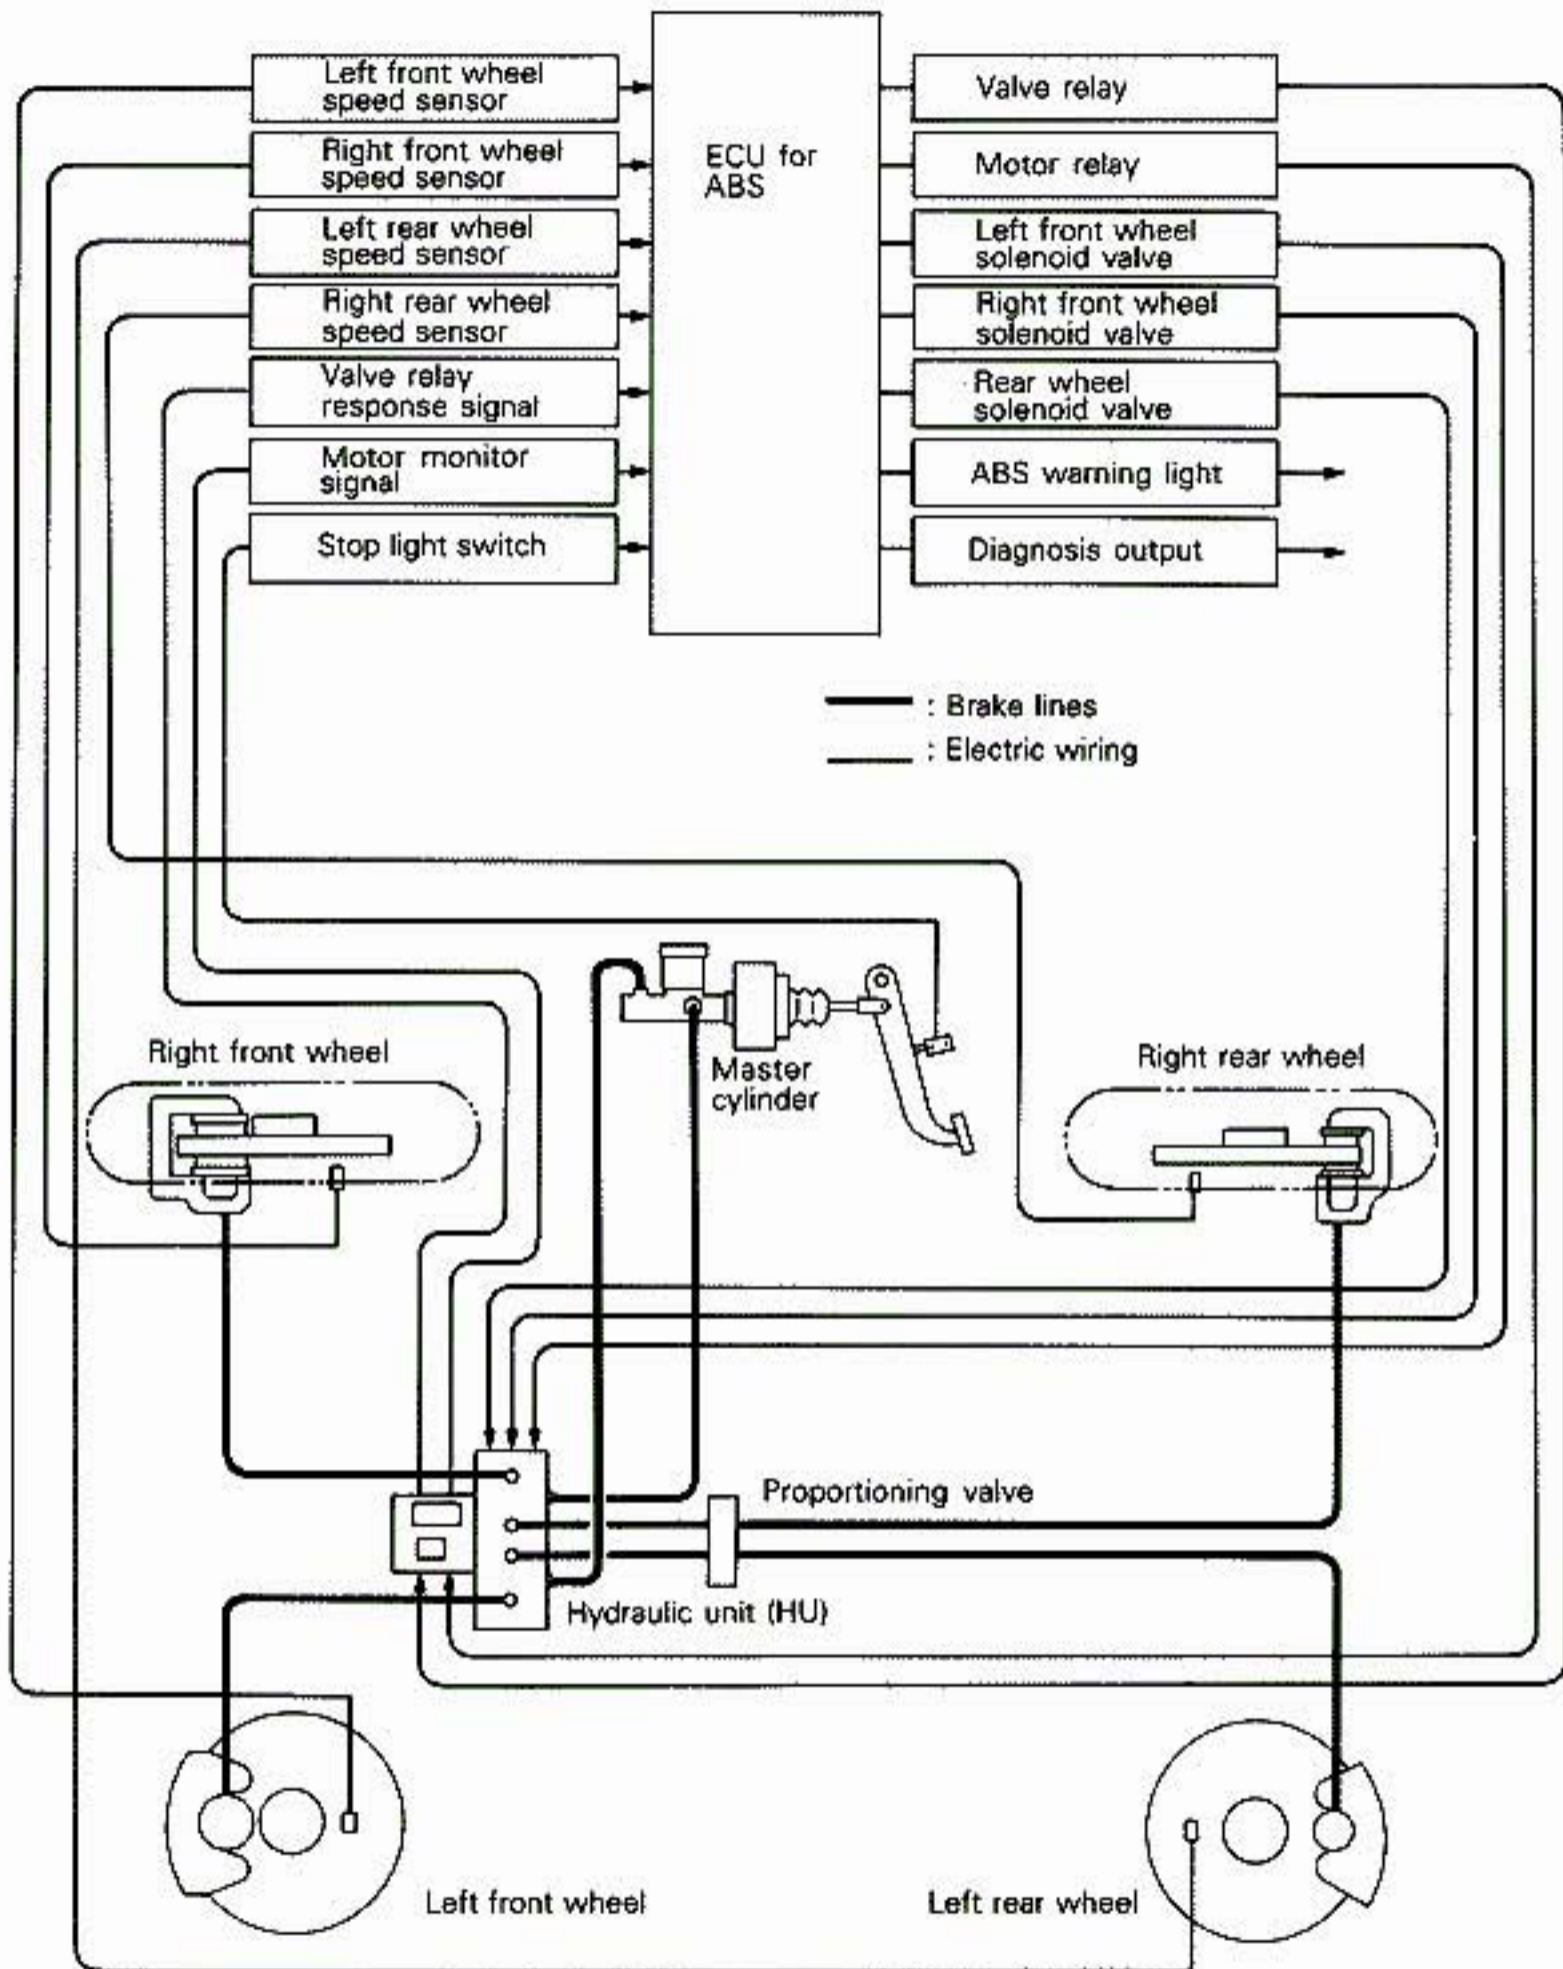 Left front wheel
speed sensor
Right front wheel
speed sensor
Left rear wheel
speed sensor
Right rear wheel
speed sensor
Valve relay
response signal
Motor monitor
signal
Stop light switch
ECU for
ABS
Valve relay
Motor relay
Left front wheel
solenoid valve
Right front wheel
solenoid valve
Rear wheel
solenoid valve
ABS warning light
Diagnosis output
: Brake lines
: Electric wiring
Right front wheel
Master
cylinder
Right rear wheel
Proportioning valve
Hydraulic unit (HU)
Left front wheel
Left rear wheel